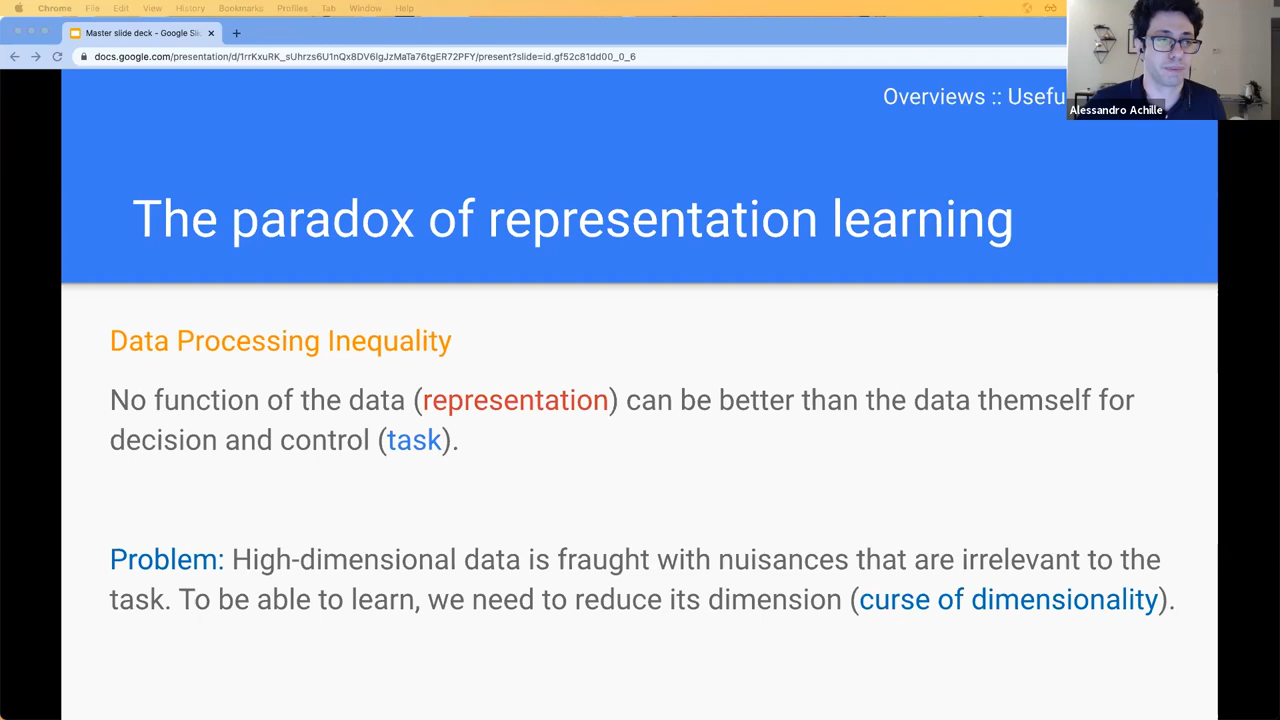 Chrome File Edit View History Bookmarks Profiles Tab Window Help
Master slide deck - Google Sli
docs.google.com/presentation/d/1rrKxuRK_sUhrzs6U1nQx8DV6IgJzMaTa76tgER72PFY/present?slide=id.gf52c81dd00_0_6
Overviews :: Usefu
Alessandro Achille
The paradox of representation learning
Data Processing Inequality
No function of the data (representation) can be better than the data themself for
decision and control (task).
Problem: High-dimensional data is fraught with nuisances that are irrelevant to the
task. To be able to learn, we need to reduce its dimension (curse of dimensionality).